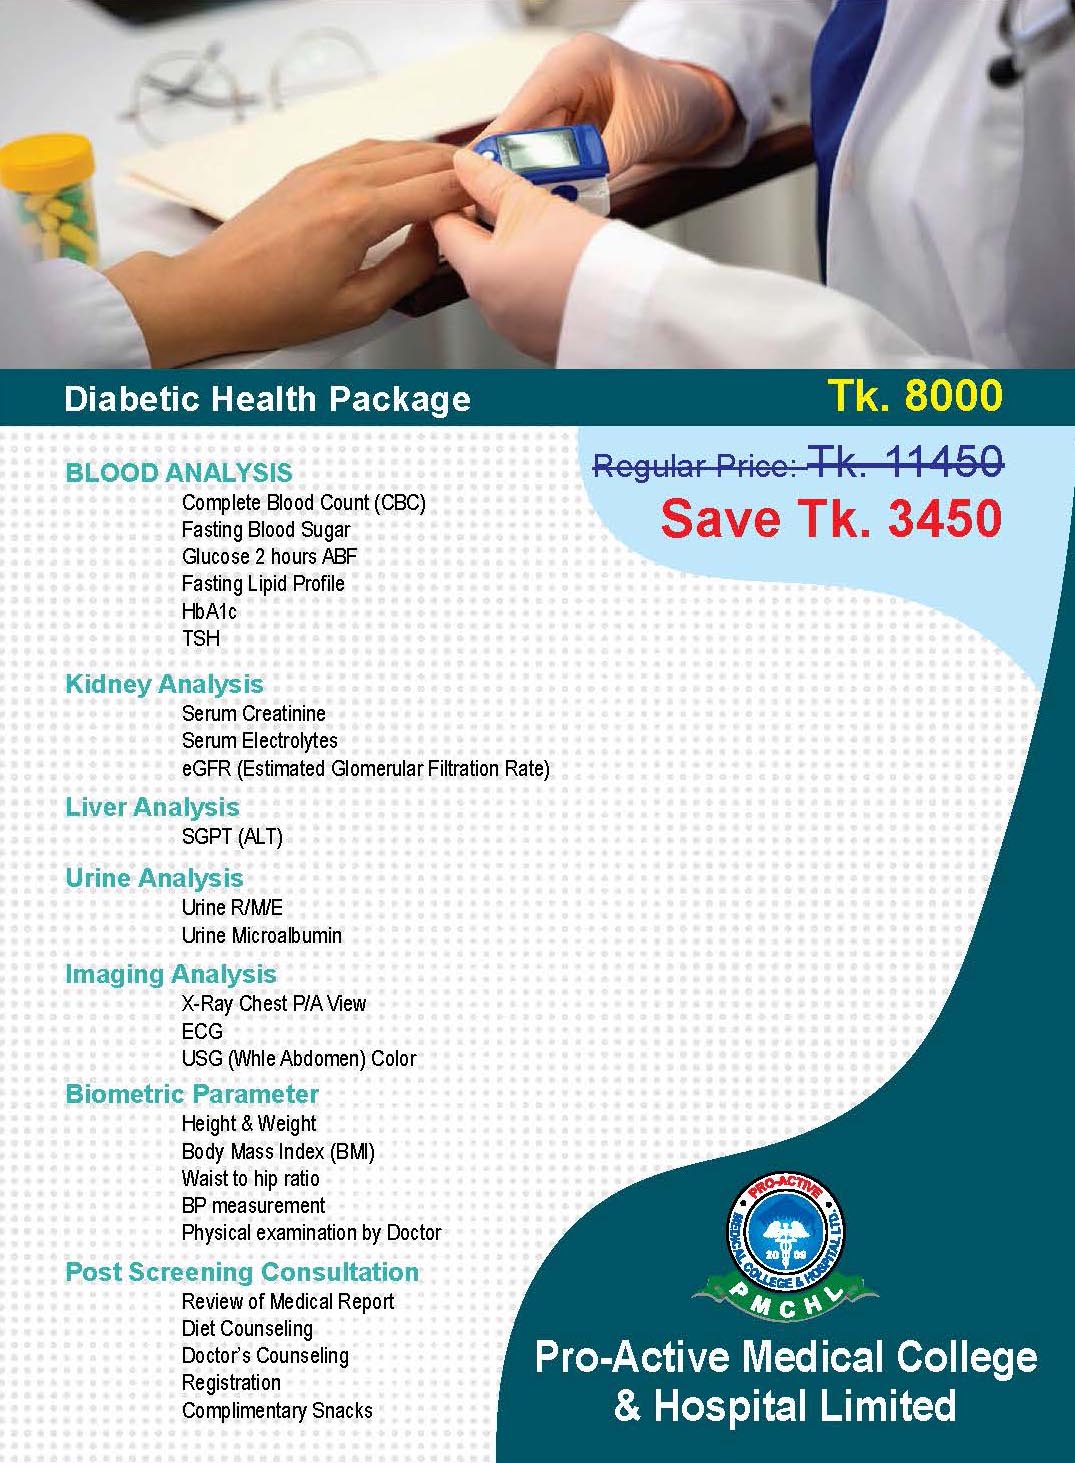 Diabetic Health Package
Tk. 8000
Regular Price: Tk. 11450
Save Tk. 3450
BLOOD ANALYSIS
Complete Blood Count (CBC)
Fasting Blood Sugar
Glucose 2 hours ABF
Fasting Lipid Profile
HbA1c
TSH
Kidney Analysis
Serum Creatinine
Serum Electrolytes
eGFR (Estimated Glomerular Filtration Rate)
Liver Analysis
SGPT (ALT)
Urine Analysis
Urine R/M/E
Urine Microalbumin
Imaging Analysis
X-Ray Chest P/A View
ECG
USG (Whle Abdomen) Color
Biometric Parameter
Height & Weight
Body Mass Index (BMI)
Waist to hip ratio
BP measurement
Physical examination by Doctor
Post Screening Consultation
Review of Medical Report
Diet Counseling
Doctor's Counseling
Registration
Complimentary Snacks
PRO-ACTIVE
MEDICAL COLLEGE & HOSPITAL LTD.
20 09
PMCHL
Pro-Active Medical College
& Hospital Limited